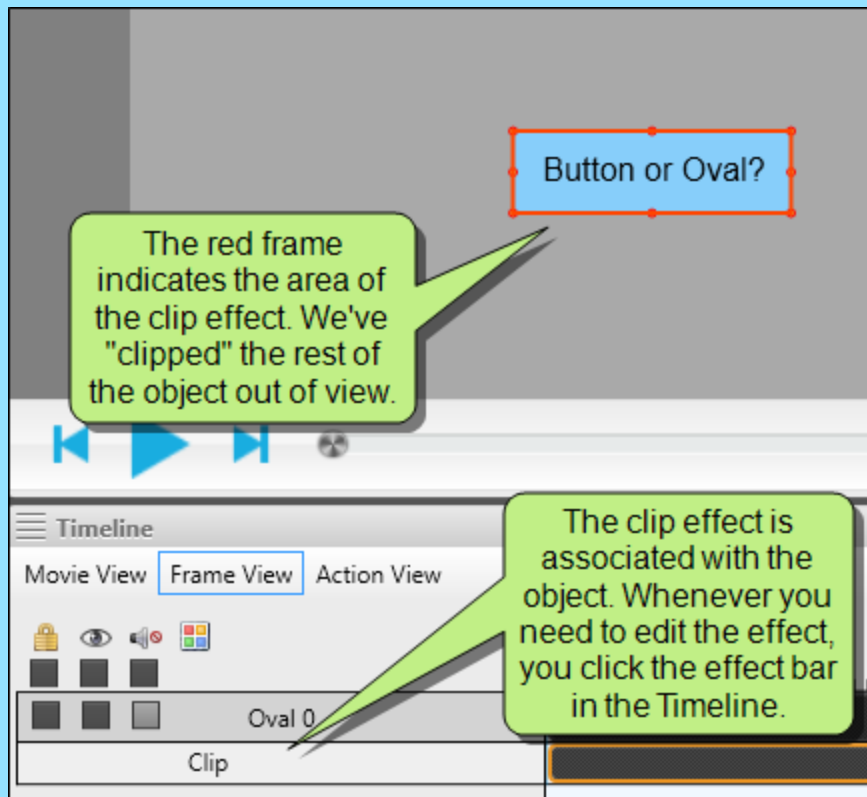 Button or Oval?
The red frame
indicates the area of
the clip effect. We've
"clipped" the rest of
the object out of view.
Timeline
Movie View Frame View Action View
The clip effect is
associated with the
object. Whenever you
need to edit the effect,
you click the effect bar
in the Timeline.
Oval 0
Clip